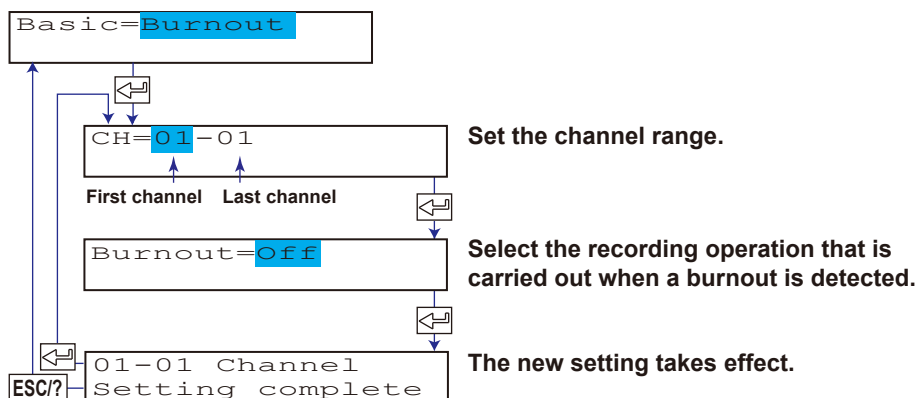 Basic=Burnout
CH=01-01
Set the channel range.
First channel Last channel
Burnout=Off
Select the recording operation that is
carried out when a burnout is detected.
01-01 Channel
Setting complete
The new setting takes effect.
ESC/?